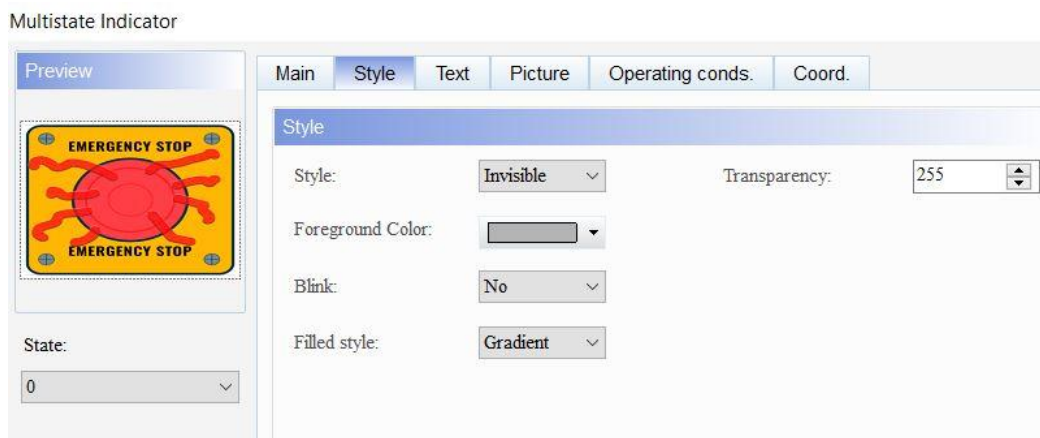 Multistate Indicator
Preview
Main Style Text Picture Operating conds. Coord.
EMERGENCY STOP
EMERGENCY STOP
Style
Style: Invisible Transparency: 255
Foreground Color:
Blink: No
Filled style: Gradient
State:
0